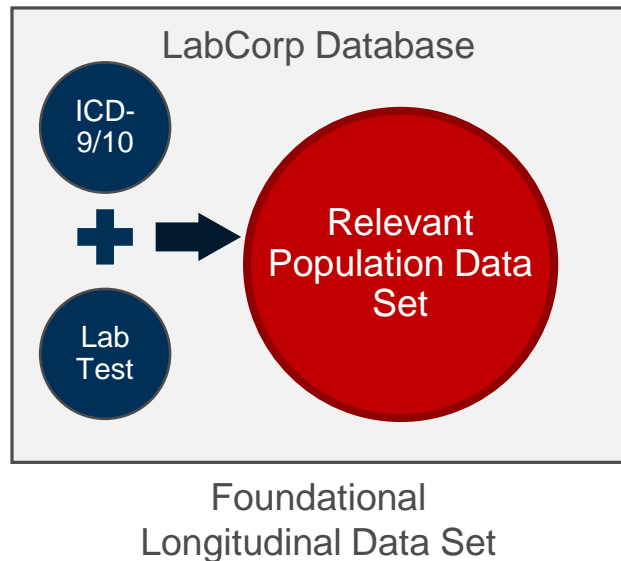 LabCorp Database
ICD-
9/10
Lab
Test
Relevant
Population Data
Set
Foundational
Longitudinal Data Set